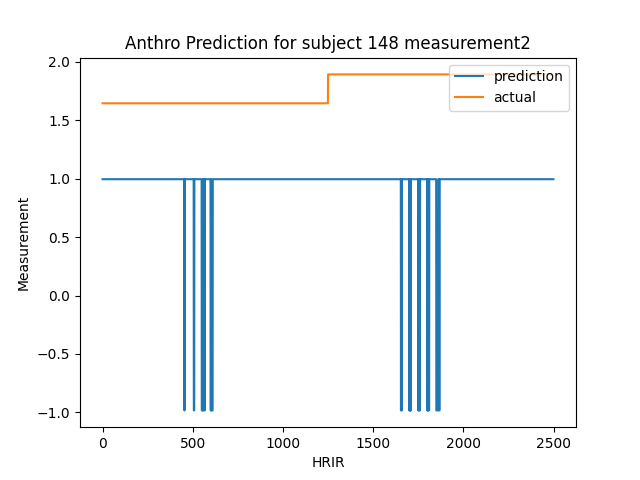 Anthro Prediction for subject 148 measurement2
prediction
actual
Measurement
2.0
1.5
1.0
0.5
0.0
−0.5
−1.0
0
500
1000
1500
2000
2500
HRIR